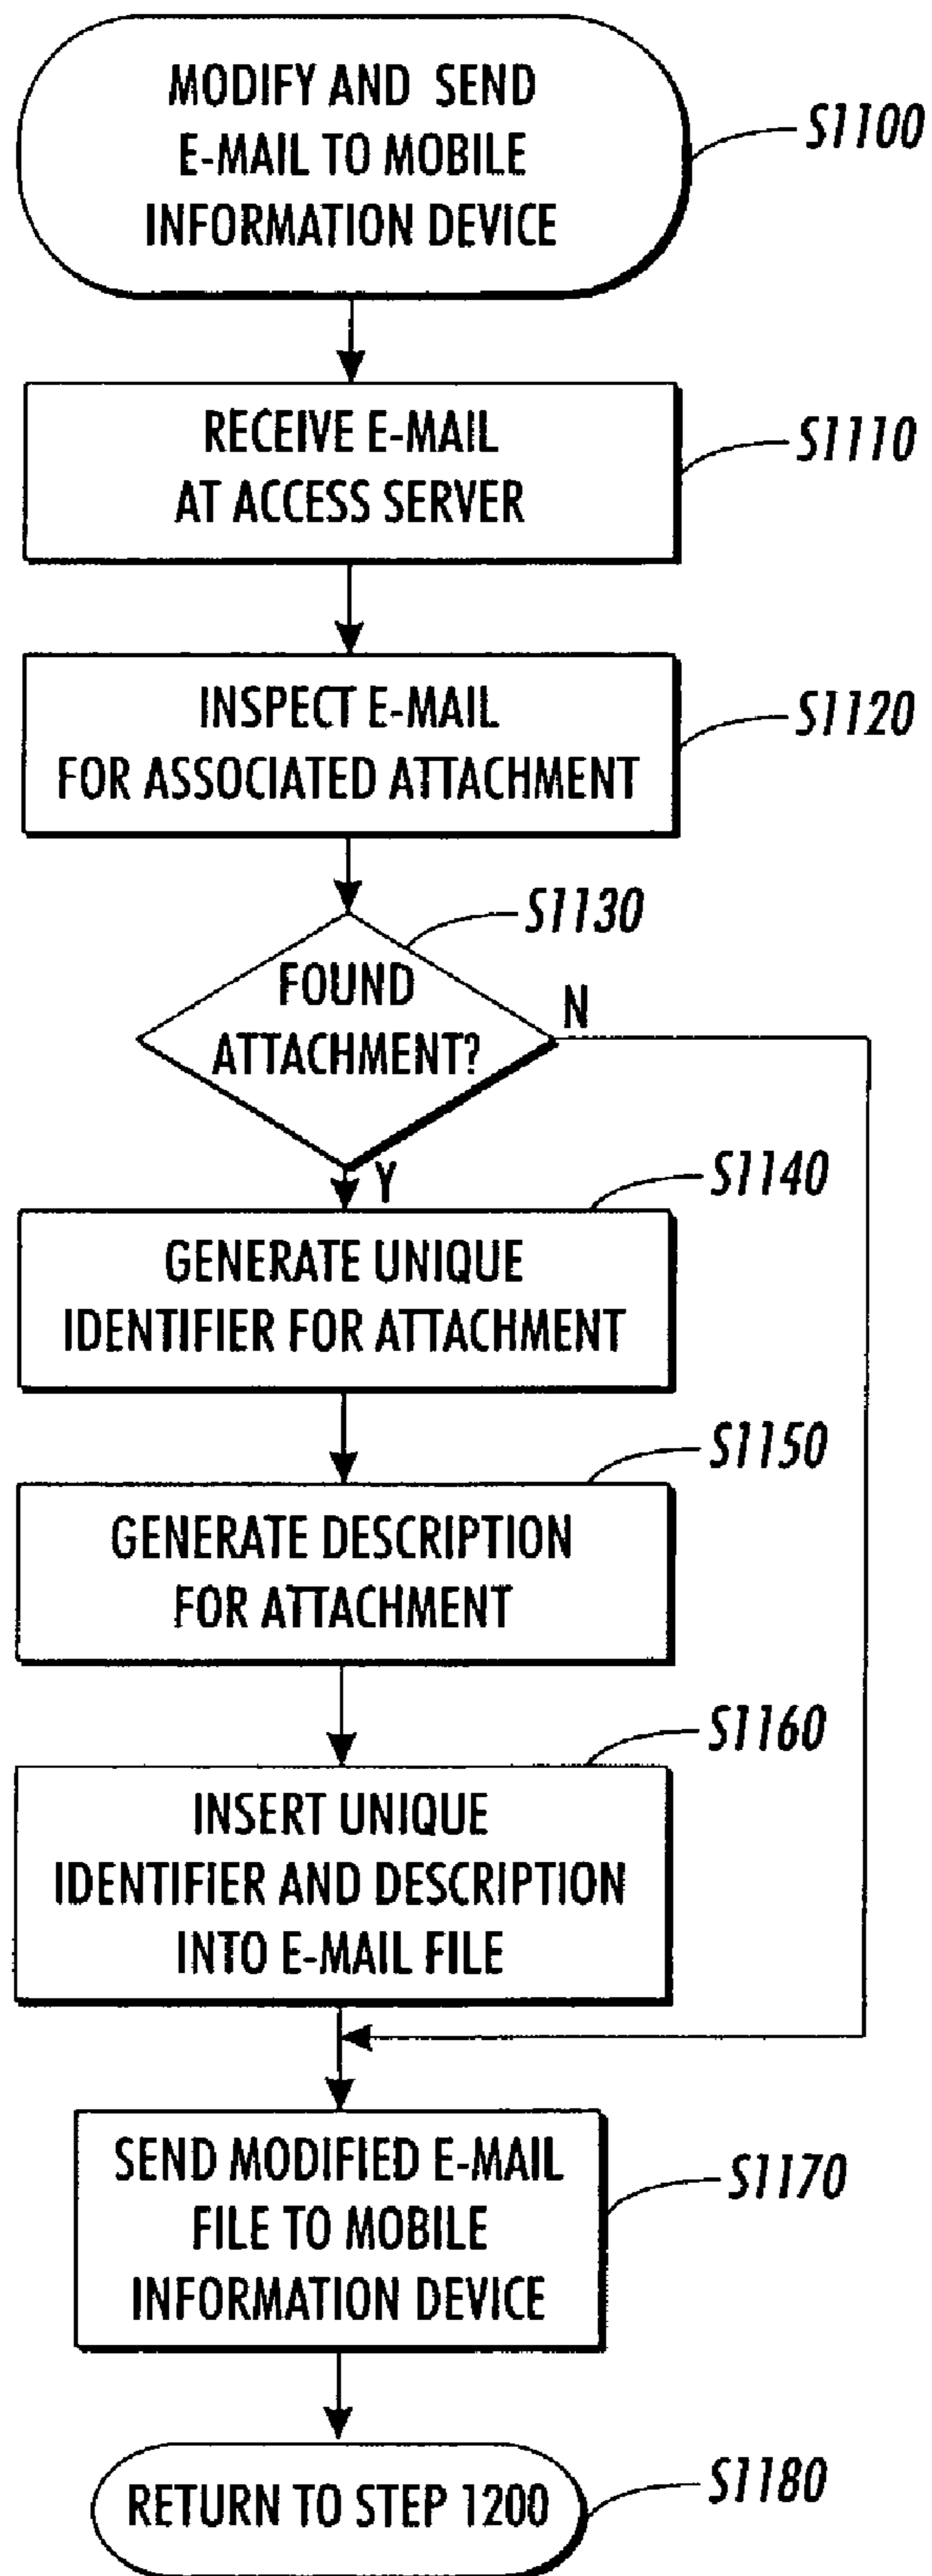 MODIFY AND SEND
E-MAIL TO MOBILE
INFORMATION DEVICE
S1100
RECEIVE E-MAIL
AT ACCESS SERVER
S1110
INSPECT E-MAIL
FOR ASSOCIATED ATTACHMENT
S1120
S1130
FOUND
ATTACHMENT?
N
Y
S1140
GENERATE UNIQUE
IDENTIFIER FOR ATTACHMENT
S1150
GENERATE DESCRIPTION
FOR ATTACHMENT
S1160
INSERT UNIQUE
IDENTIFIER AND DESCRIPTION
INTO E-MAIL FILE
SEND MODIFIED E-MAIL
FILE TO MOBILE
INFORMATION DEVICE
S1170
RETURN TO STEP 1200
S1180